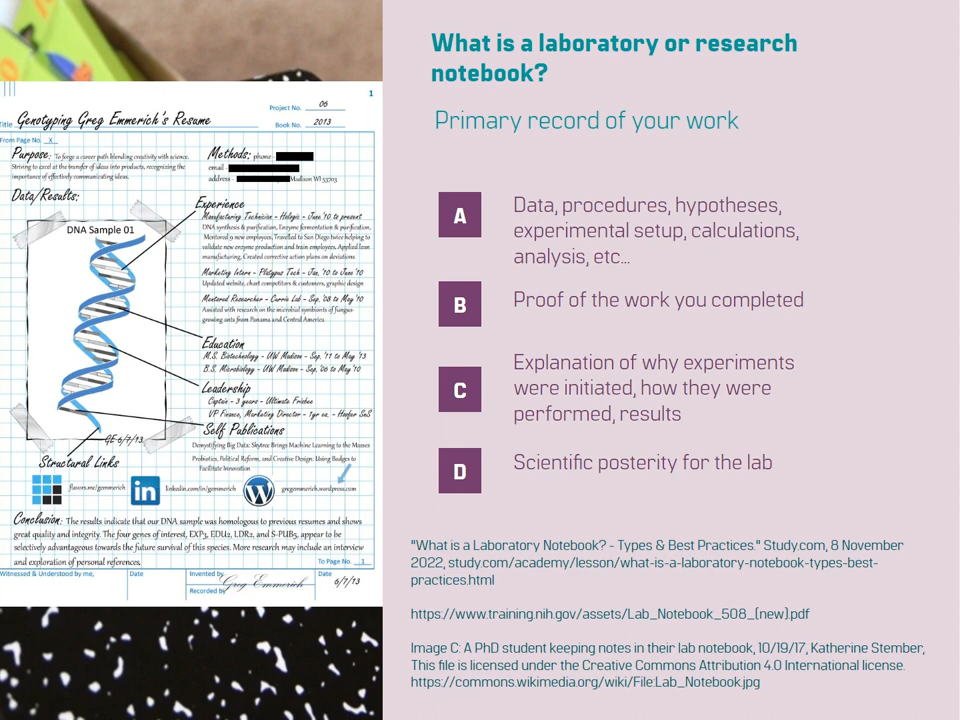 What is a laboratory or research
notebook?
Primary record of your work
A
Data, procedures, hypotheses,
experimental setup, calculations,
analysis, etc...
B
Proof of the work you completed
C
Explanation of why experiments
were initiated, how they were
performed, results
D
Scientific posterity for the lab
"What is a Laboratory Notebook? - Types & Best Practices." Study.com, 8 November
2022, study.com/academy/lesson/what-is-a-laboratory-notebook-types-best-
practices.html
https://www.training.nih.gov/assets/Lab_Notebook_508_(new).pdf
Image C: A PhD student keeping notes in their lab notebook, 10/19/17, Katherine Stember,
This file is licensed under the Creative Commons Attribution 4.0 International license.
https://commons.wikimedia.org/wiki/File:Lab_Notebook.jpg
1
Project No. 06
Title Genotyping Greg Emmerich's Resume
Book No. 2013
From Page No. X
Purpose: To forge a career path blending creativity with science.
Striving to excel at the transfer of ideas into products, recognizing the
importance of effectively communicating ideas.
Methods: phone -
email -
address - Madison WI 53703
Data/Results:
DNA Sample 01
GE 6/7/13
Experience
Manufacturing Technician - Hologic - June '10 to present
DNA synthesis & purification, Enzyme fermentation & purification,
Mentored 9 new employees, Travelled to San Diego twice helping to
validate new enzyme production and train employees, Applied lean
manufacturing, Created corrective action plans on deviations
Marketing Intern - Platypus Tech - Jan. '10 to June '10
Updated website, chart competitors & customers, graphic design
Mentored Researcher - Currie Lab - Sep. '08 to May '10
Assisted with research on the microbial symbionts of fungus-
growing ants from Panama and Central America
Education
M.S. Biotechnology - UW Madison - Sep. '11 to May '13
B.S. Microbiology - UW Madison - Sep. '06 to May '10
Leadership
Captain - 3 years - Ultimate Frisbee
VP Finance, Marketing Director - 1yr ea. - Hoofer SnS
Self Publications
Demystifying Big Data: Skytree Brings Machine Learning to the Masses
Probiotics, Political Reform, and Creative Design: Using Badges to
Facilitate Innovation
Structural Links
flavors.me/gemmerich
in
linkedin.com/in/gemmerich
W
gregemmerich.wordpress.com
Conclusion: The results indicate that our DNA sample was homologous to previous resumes and shows
great quality and integrity. The four genes of interest, EXP3, EDU2, LDR2, and S-PUB5, appear to be
selectively advantageous towards the future survival of this species. More research may include an interview
and exploration of personal references.
To Page No. 1
Witnessed & Understood by me,
Date
Invented by
Greg Emmerich
Recorded by
Date
6/7/13